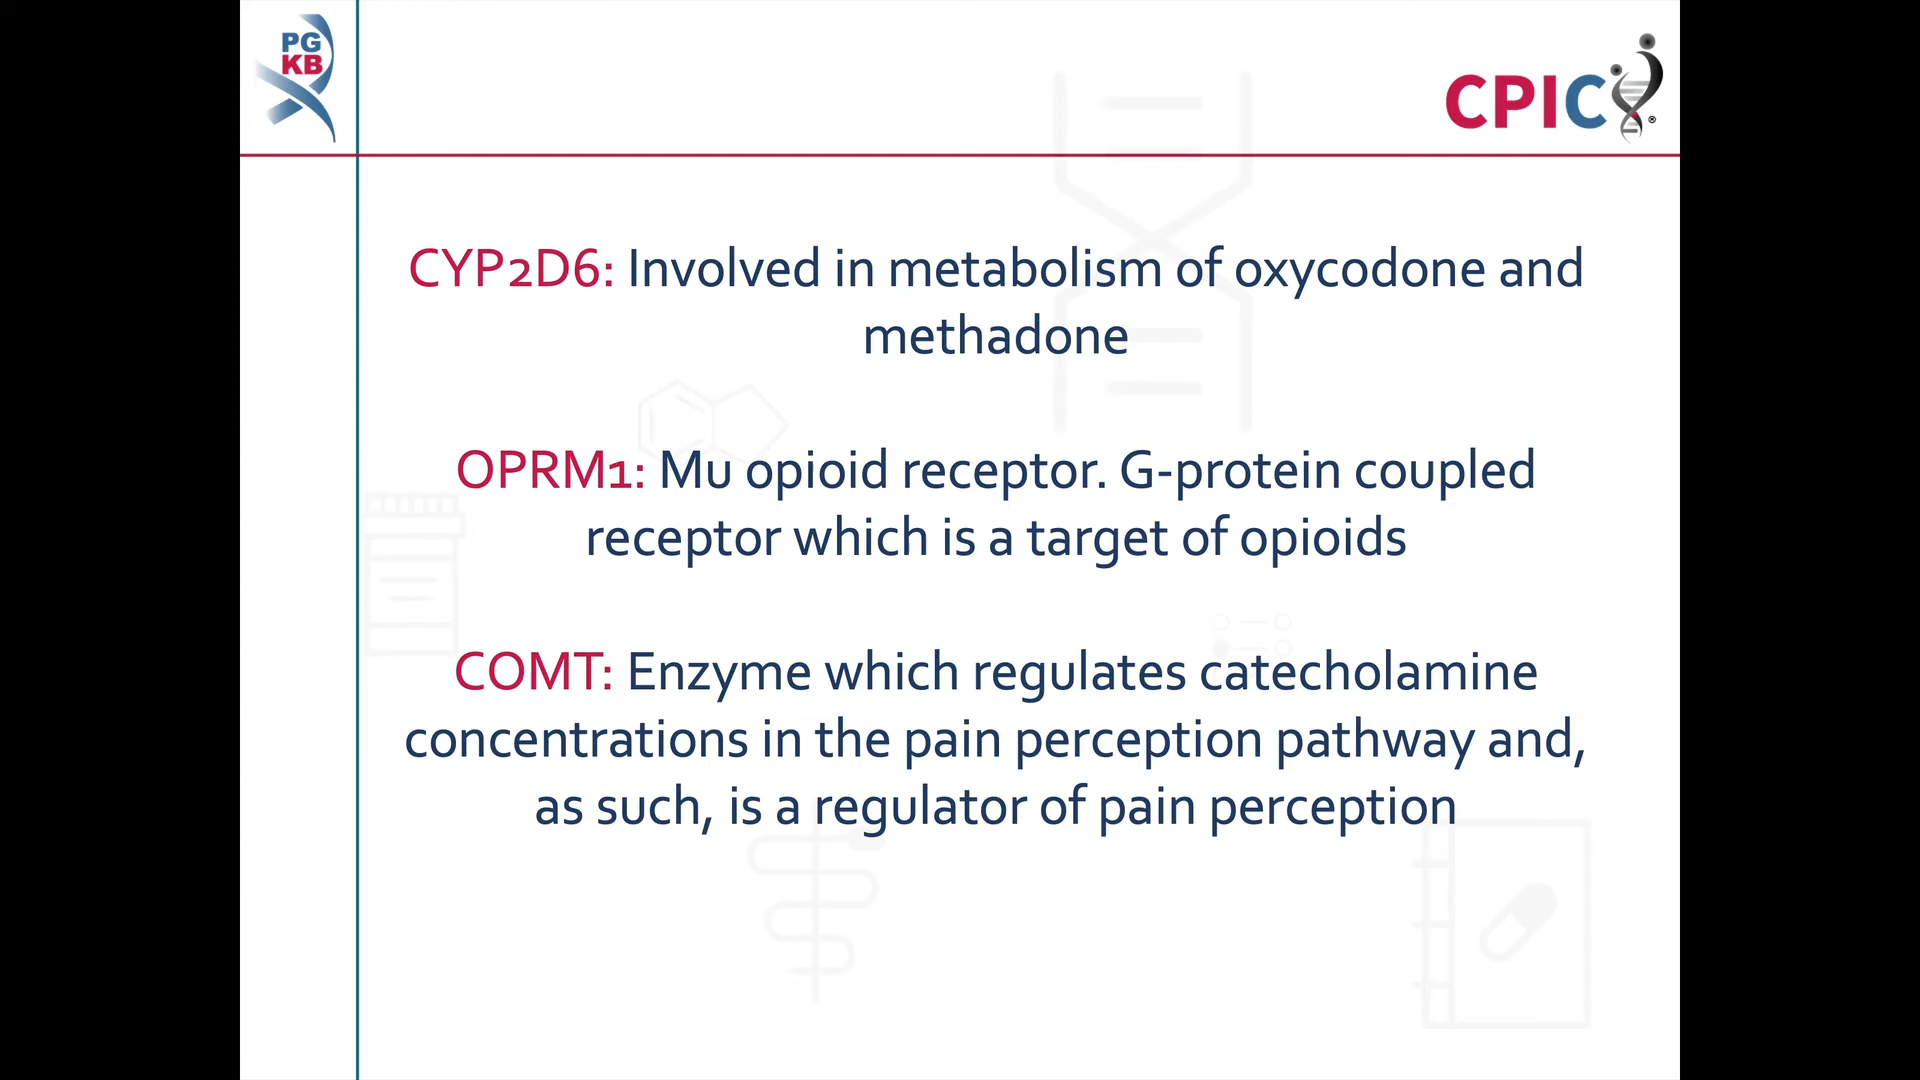 PG
KB
CPIC®
CYP2D6: Involved in metabolism of oxycodone and
methadone
OPRM1: Mu opioid receptor. G-protein coupled
receptor which is a target of opioids
COMT: Enzyme which regulates catecholamine
concentrations in the pain perception pathway and,
as such, is a regulator of pain perception